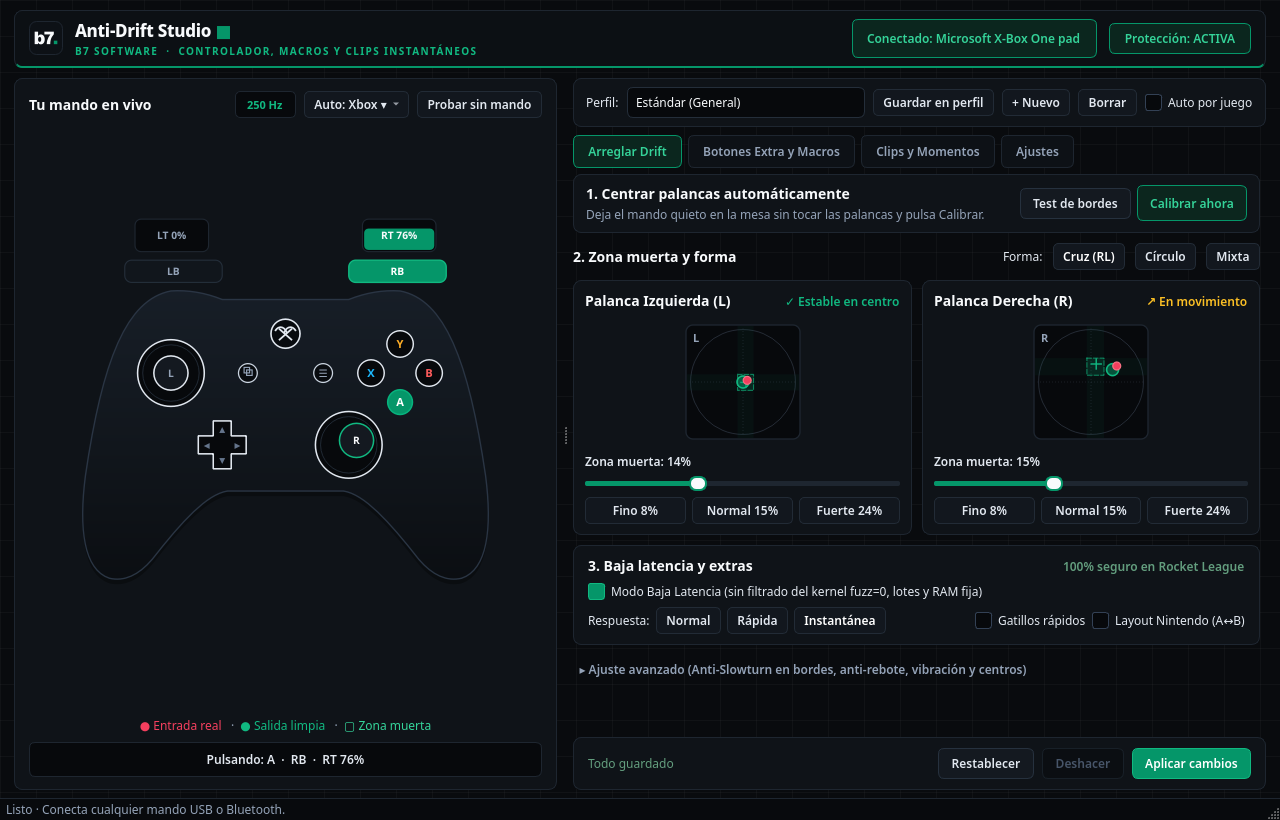 b7. Anti-Drift Studio
B7 SOFTWARE · CONTROLADOR, MACROS Y CLIPS INSTANTÁNEOS
Conectado: Microsoft X-Box One pad
Protección: ACTIVA
Tu mando en vivo
250 Hz
Auto: Xbox ▾
Probar sin mando
LT 0%
RT 76%
LB
RB
Y
X
B
A
L
R
● Entrada real · ● Salida limpia · □ Zona muerta
Pulsando: A · RB · RT 76%
Perfil:
Estándar (General)
Guardar en perfil
+ Nuevo
Borrar
Auto por juego
Arreglar Drift
Botones Extra y Macros
Clips y Momentos
Ajustes
1. Centrar palancas automáticamente
Deja el mando quieto en la mesa sin tocar las palancas y pulsa Calibrar.
Test de bordes
Calibrar ahora
2. Zona muerta y forma
Forma:
Cruz (RL)
Círculo
Mixta
Palanca Izquierda (L)
✓ Estable en centro
L
Zona muerta: 14%
Fino 8%
Normal 15%
Fuerte 24%
Palanca Derecha (R)
↗ En movimiento
R
Zona muerta: 15%
Fino 8%
Normal 15%
Fuerte 24%
3. Baja latencia y extras
100% seguro en Rocket League
Modo Baja Latencia (sin filtrado del kernel fuzz=0, lotes y RAM fija)
Respuesta:
Normal
Rápida
Instantánea
Gatillos rápidos
Layout Nintendo (A↔B)
▸ Ajuste avanzado (Anti-Slowturn en bordes, anti-rebote, vibración y centros)
Todo guardado
Restablecer
Deshacer
Aplicar cambios
Listo · Conecta cualquier mando USB o Bluetooth.